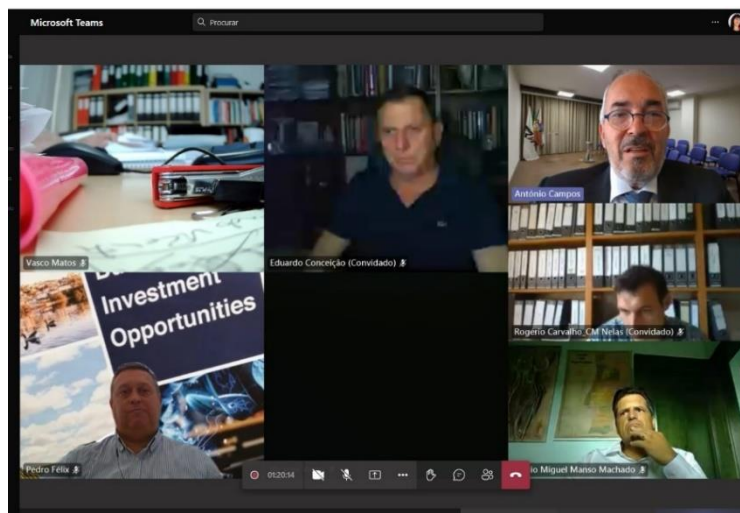 Microsoft Teams
Procurar
António Campos
Vasco Matos
Eduardo Conceição (Convidado)
Rogério Carvalho_CM Nelas (Convidado)
Investment
Opportunities
Pedro Félix
Miguel Manso Machado
01:20:14